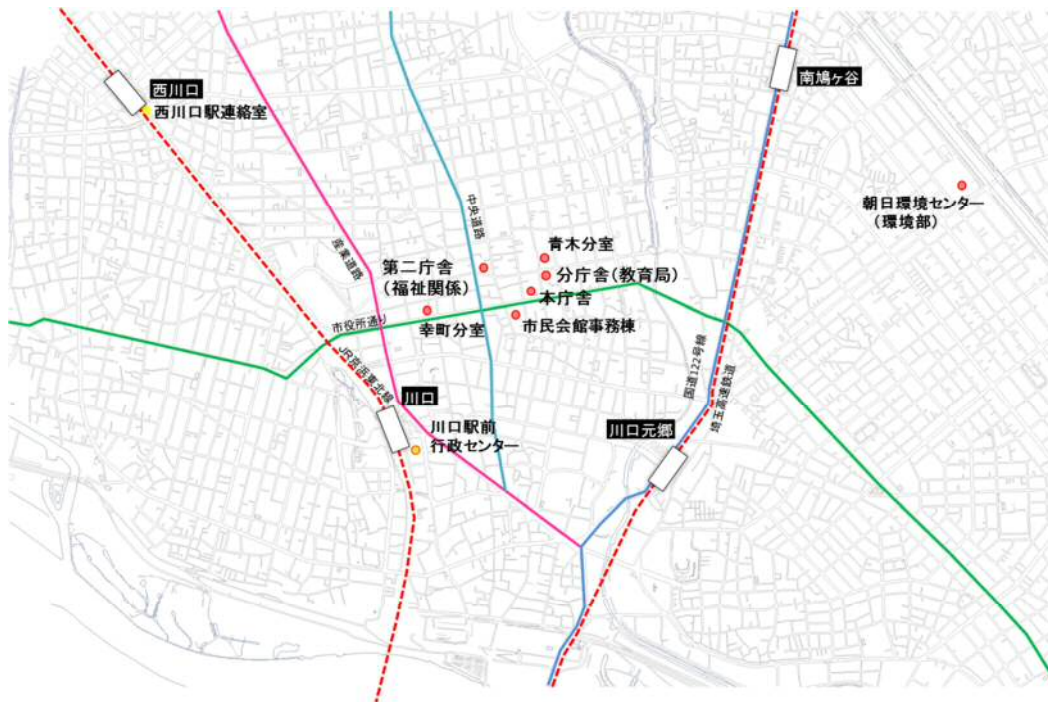 西川口
西川口駅連絡室
南鳩ヶ谷
朝日環境センター
（環境部）
中央道路
産業道路
青木分室
第二庁舎
（福祉関係）
分庁舎（教育局）
本庁舎
市役所通り
幸町分室
市民会館事務棟
JR京浜東北線
国道122号線
埼玉高速鉄道
川口
川口駅前
行政センター
川口元郷